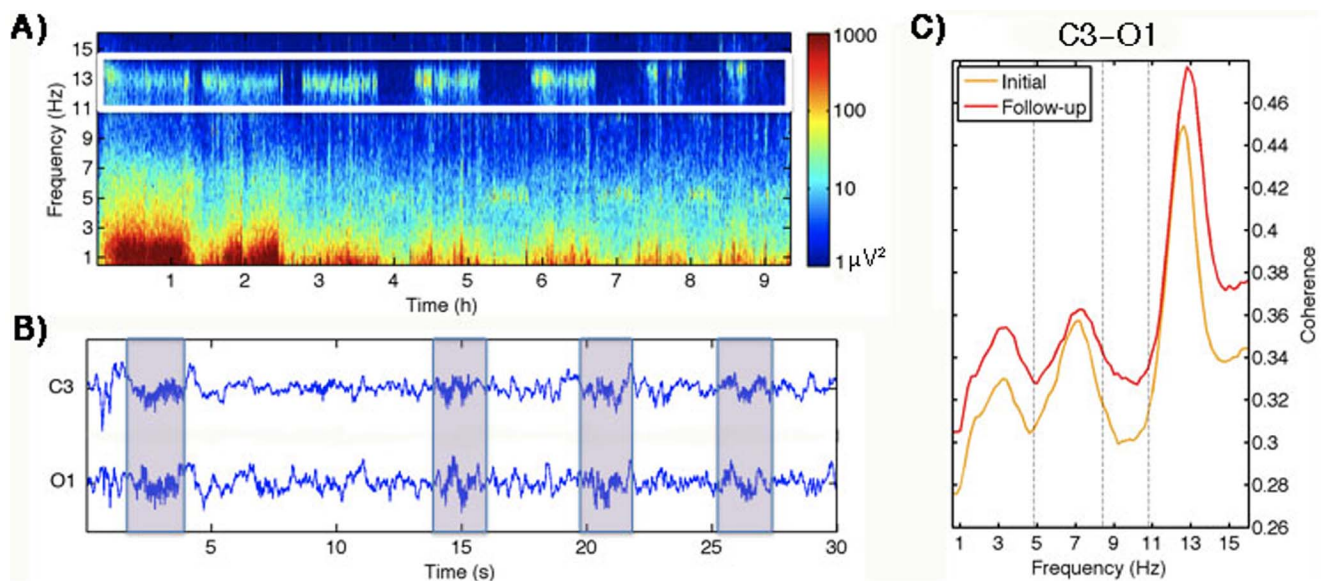 A)
Frequency (Hz)
15
13
11
9
7
5
3
1
1 2 3 4 5 6 7 8 9
Time (h)
1000
100
10
1 μV²
B)
C3
O1
5 10 15 20 25 30
Time (s)
C)
C3-O1
Initial
Follow-up
0.46
0.44
0.42
0.4
0.38
0.36
0.34
0.32
0.3
0.28
0.26
Coherence
1 3 5 7 9 11 13 15
Frequency (Hz)